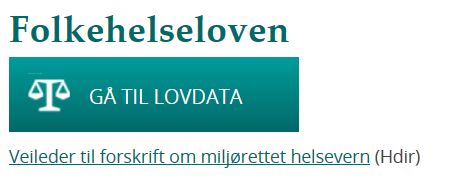 Folkehelseloven
GÅ TIL LOVDATA
Veileder til forskrift om miljørettet helsevern (Hdir)